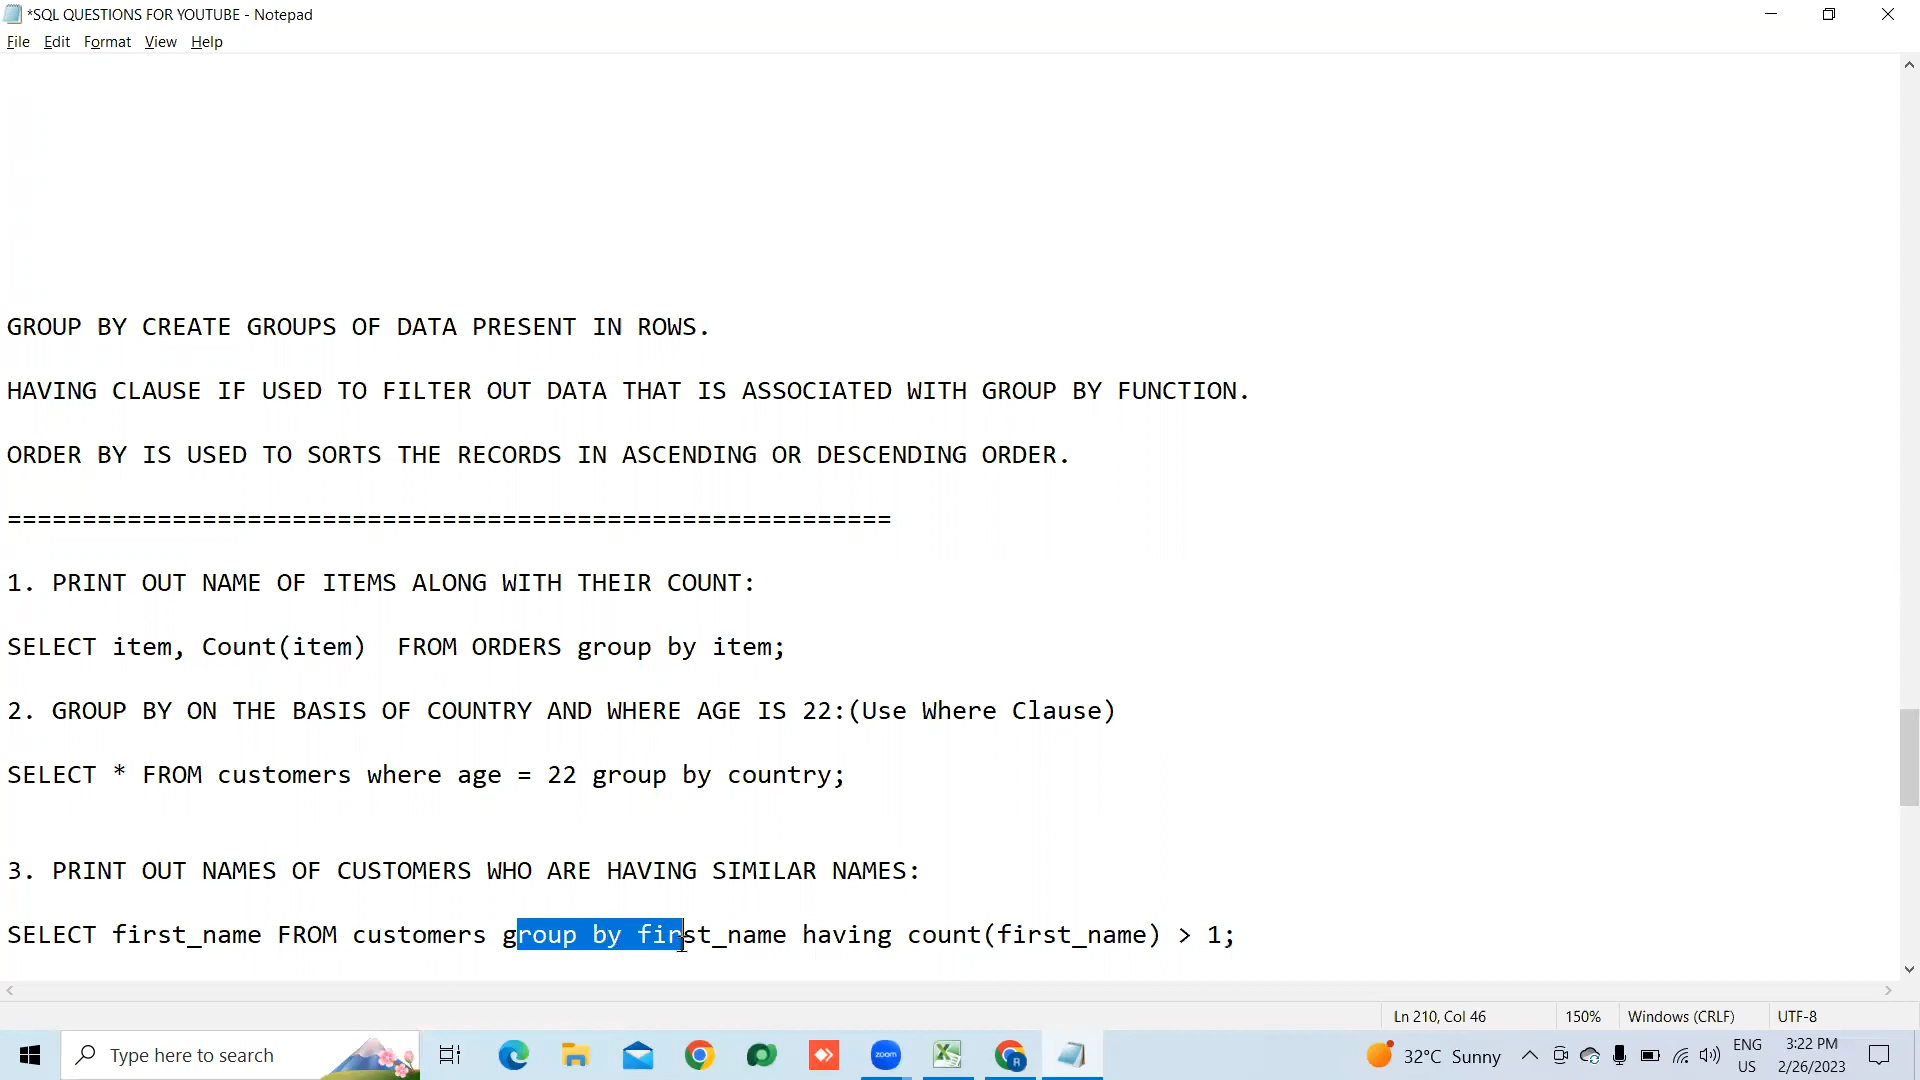 *SQL QUESTIONS FOR YOUTUBE - Notepad
File Edit Format View Help
GROUP BY CREATE GROUPS OF DATA PRESENT IN ROWS.
HAVING CLAUSE IF USED TO FILTER OUT DATA THAT IS ASSOCIATED WITH GROUP BY FUNCTION.
ORDER BY IS USED TO SORTS THE RECORDS IN ASCENDING OR DESCENDING ORDER.
===========================================================
1. PRINT OUT NAME OF ITEMS ALONG WITH THEIR COUNT:
SELECT item, Count(item)  FROM ORDERS group by item;
2. GROUP BY ON THE BASIS OF COUNTRY AND WHERE AGE IS 22:(Use Where Clause)
SELECT * FROM customers where age = 22 group by country;
3. PRINT OUT NAMES OF CUSTOMERS WHO ARE HAVING SIMILAR NAMES:
SELECT first_name FROM customers group by first_name having count(first_name) > 1;
Ln 210, Col 46 150% Windows (CRLF) UTF-8
Type here to search
zoom
R
32°C Sunny
ENG
US
3:22 PM
2/26/2023